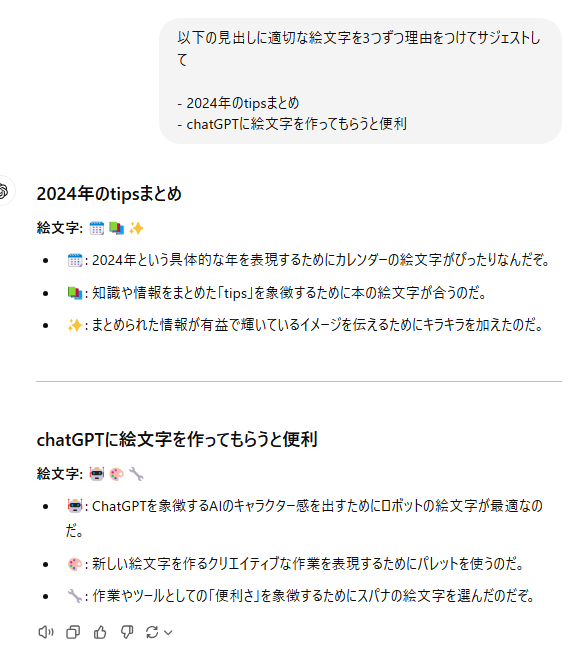 以下の見出しに適切な絵文字を3つずつ理由をつけてサジェストし
て
- 2024年のtipsまとめ
- chatGPTに絵文字を作ってもらうと便利
2024年のtipsまとめ
絵文字: 🗓️ 📚 ✨
• 🗓️: 2024年という具体的な年を表現するためにカレンダーの絵文字がぴったりなんだぞ。
• 📚: 知識や情報をまとめた「tips」を象徴するために本の絵文字が合うのだ。
• ✨: まとめられた情報が有益で輝いているイメージを伝えるためにキラキラを加えたのだ。
chatGPTに絵文字を作ってもらうと便利
絵文字: 🤖 🎨 🔧
• 🤖: ChatGPTを象徴するAIのキャラクター感を出すためにロボットの絵文字が最適なの
だ。
• 🎨: 新しい絵文字を作るクリエイティブな作業を表現するためにパレットを使うのだ。
• 🔧: 作業やツールとしての「便利さ」を象徴するためにスパナの絵文字を選んだのだぞ。